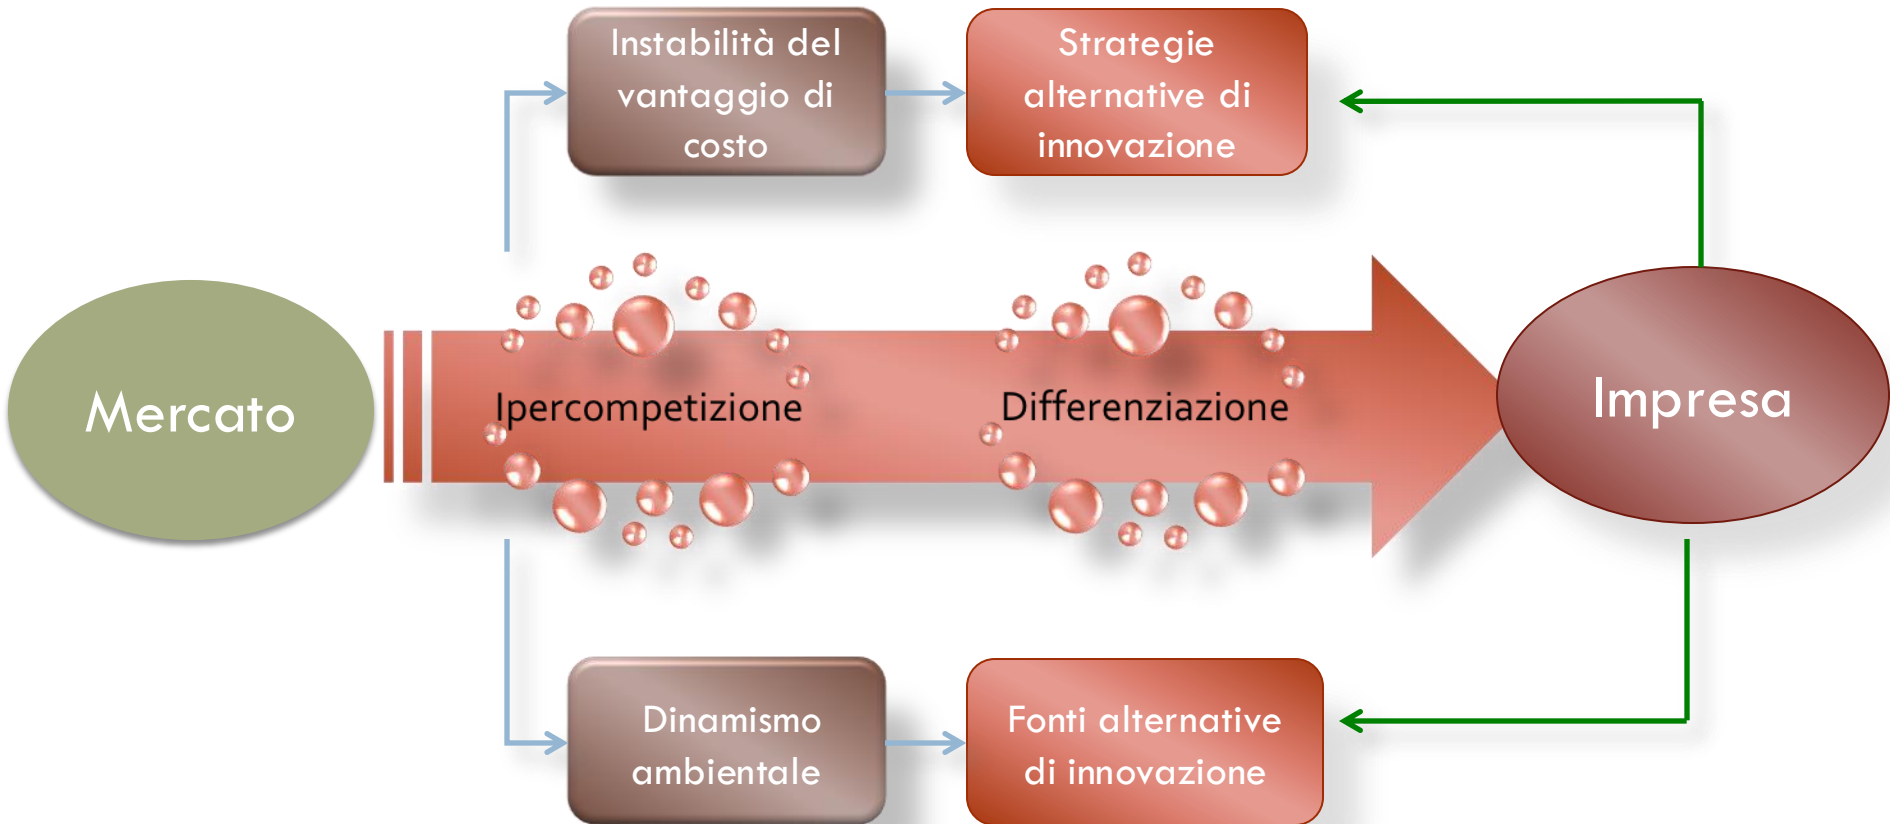 Instabilità del
vantaggio di
costo
Strategie
alternative di
innovazione
Mercato
Ipercompetizione
Differenziazione
Impresa
Dinamismo
ambientale
Fonti alternative
di innovazione